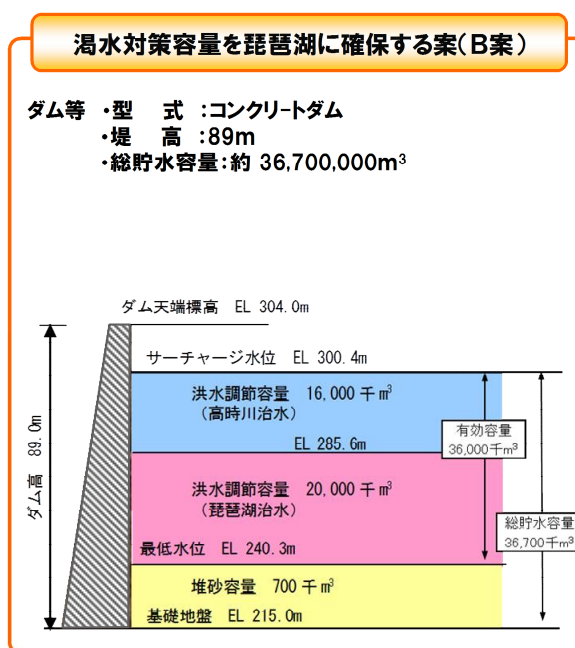 渇水対策容量を琵琶湖に確保する案(B案)
ダム等 ・型 式 :コンクリートダム
・堤 高 :89m
・総貯水容量:約 36,700,000m³
ダム天端標高 EL 304.0m
サーチャージ水位 EL 300.4m
洪水調節容量 16,000 千m³
(高時川治水)
EL 285.6m
有効容量
36,000千m³
洪水調節容量 20,000 千m³
(琵琶湖治水)
総貯水容量
36,700千m³
最低水位 EL 240.3m
堆砂容量 700 千m³
基礎地盤 EL 215.0m
ダム高 89.0m